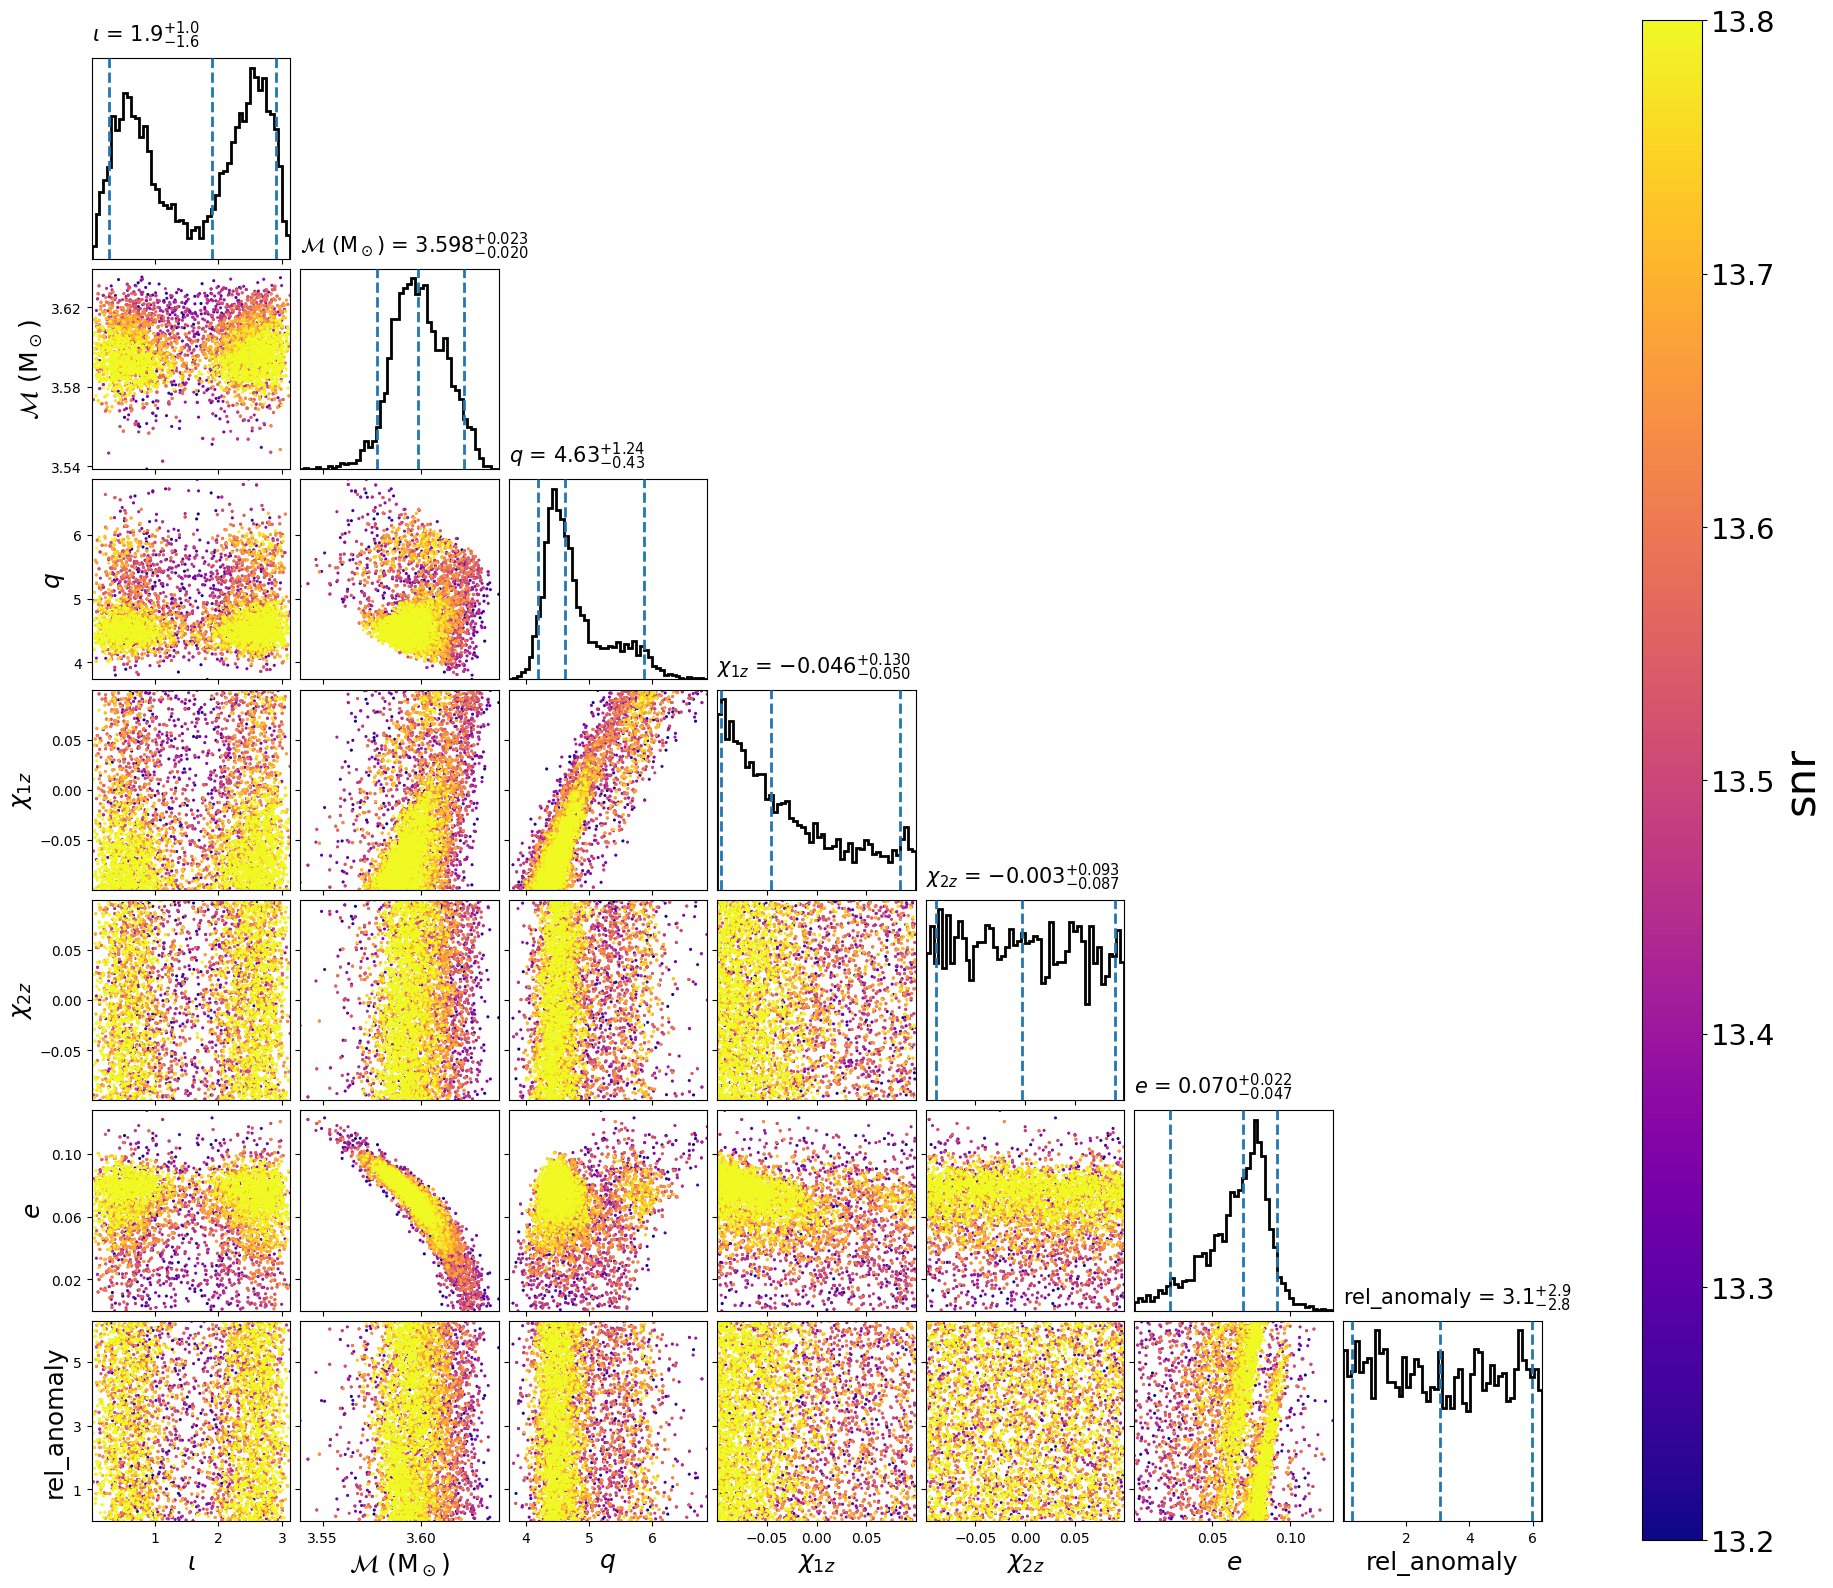 ι = 1.9+1.0−1.6
13.8
13.7
ℳ (M_⊙) = 3.598+0.023−0.020
3.62
3.58
3.54
ℳ (M_⊙)
q = 4.63+1.24−0.43
6
5
4
q
13.6
χ1z = −0.046+0.130−0.050
0.05
0.00
−0.05
χ1z
13.5
snr
χ2z = −0.003+0.093−0.087
0.05
0.00
−0.05
χ2z
13.4
e = 0.070+0.022−0.047
0.10
0.06
0.02
e
13.3
rel_anomaly = 3.1+2.9−2.8
5
3
1
rel_anomaly
13.2
1 2 3 3.55 3.60 4 5 6 −0.05 0.00 0.05 −0.05 0.00 0.05 0.05 0.10 2 4 6
ι ℳ (M_⊙) q χ1z χ2z e rel_anomaly